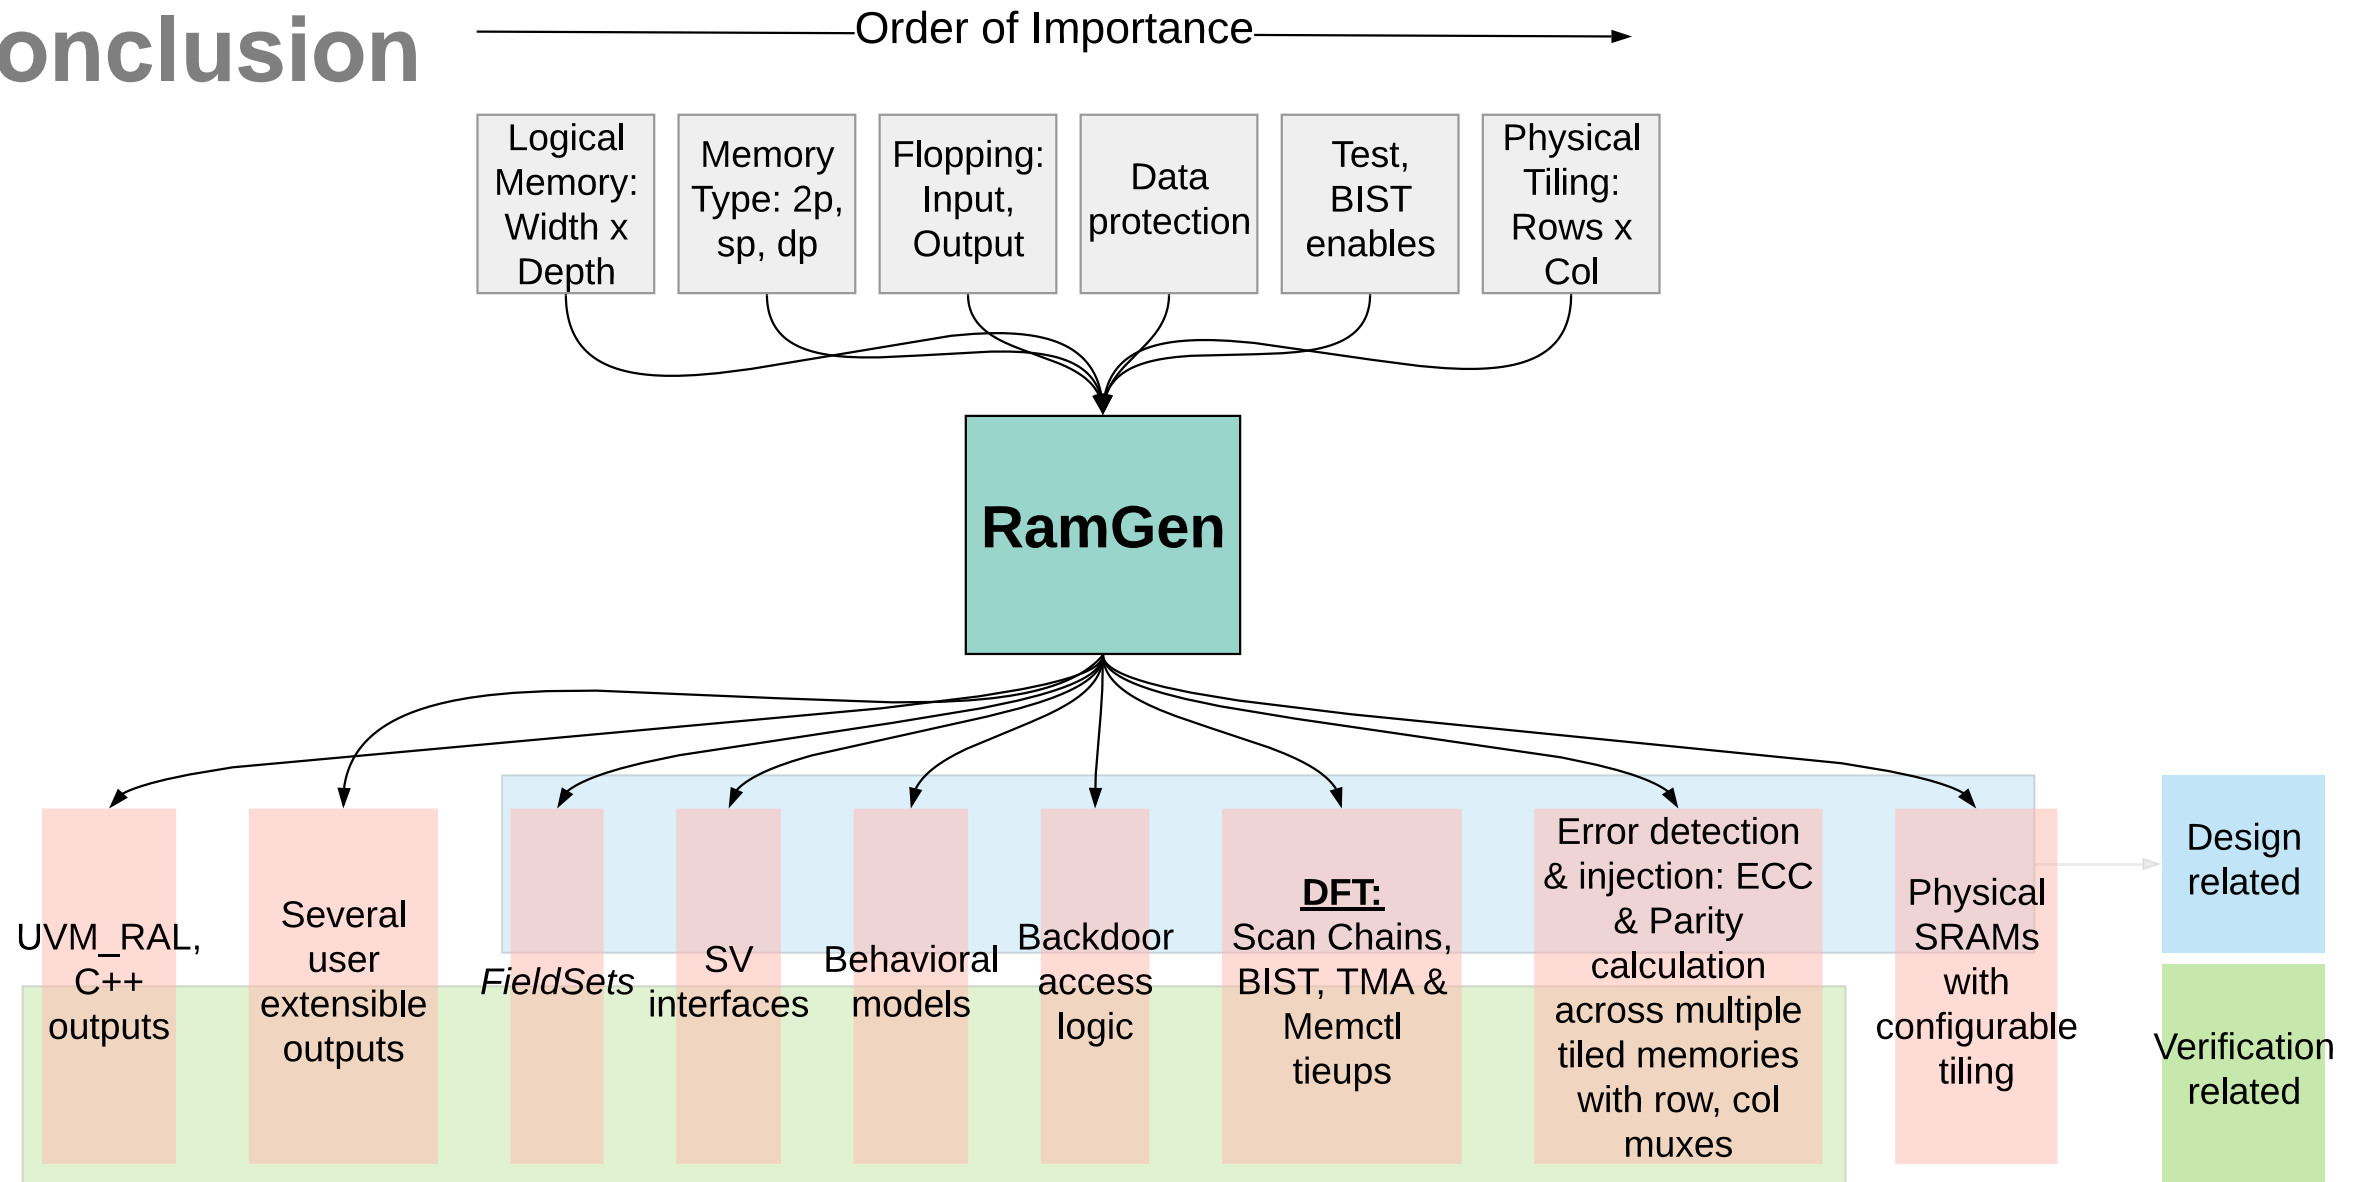 onclusion
Order of Importance
Logical
Memory:
Width x
Depth
Memory
Type: 2p,
sp, dp
Flopping:
Input,
Output
Data
protection
Test,
BIST
enables
Physical
Tiling:
Rows x
Col
RamGen
UVM_RAL,
C++
outputs
Several
user
extensible
outputs
FieldSets
SV
interfaces
Behavioral
models
Backdoor
access
logic
DFT:
Scan Chains,
BIST, TMA &
Memctl
tieups
Error detection
& injection: ECC
& Parity
calculation
across multiple
tiled memories
with row, col
muxes
Physical
SRAMs
with
configurable
tiling
Design
related
Verification
related